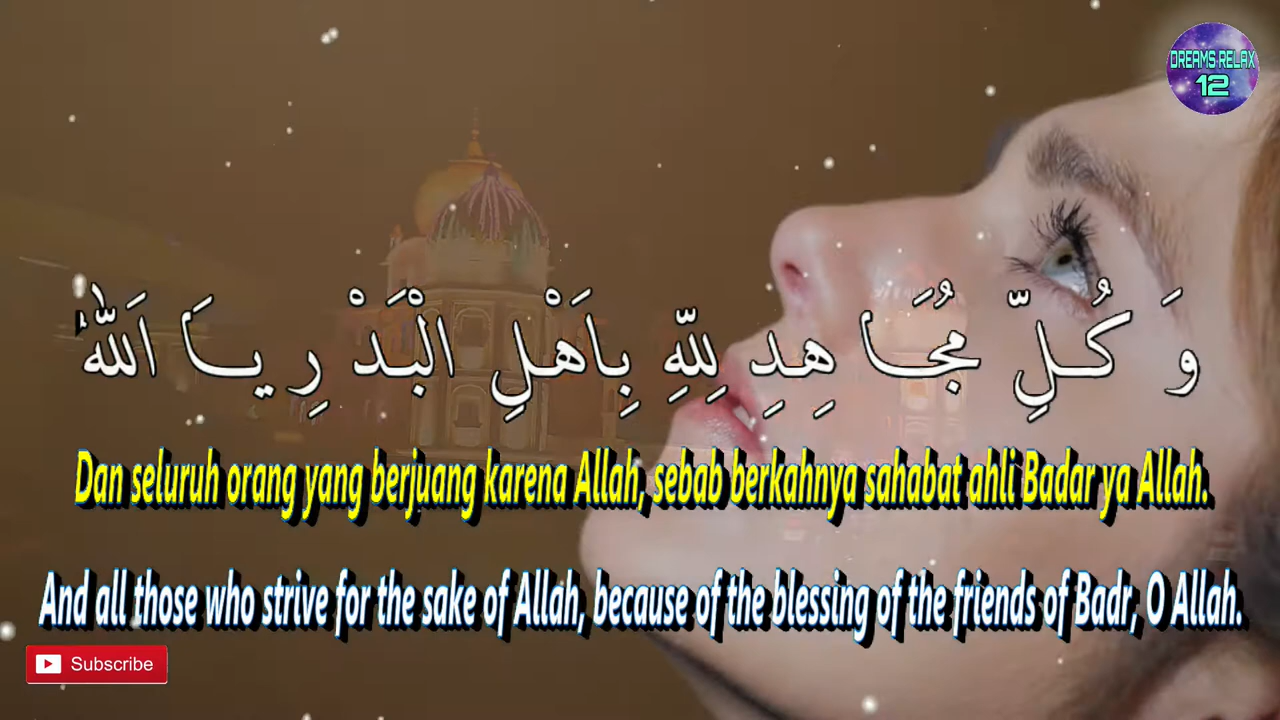 DREAMS RELAX
12
وَ كُلِّ مُجَاهِدِ لِلّٰهِ بِاَهْلِ الْبَدْرِ يـَا اَللّٰهُ
Dan seluruh orang yang berjuang karena Allah, sebab berkahnya sahabat ahli Badar ya Allah.
And all those who strive for the sake of Allah, because of the blessing of the friends of Badr, O Allah.
Subscribe